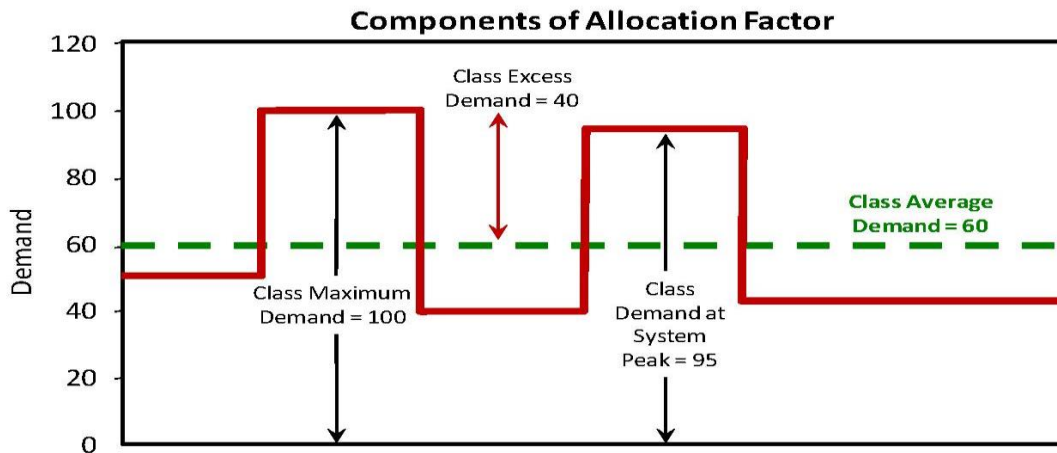 Components of Allocation Factor
120
100
80
60
40
20
0
Demand
Class Excess
Demand = 40
Class Average
Demand = 60
Class Maximum
Demand = 100
Class
Demand at
System
Peak = 95